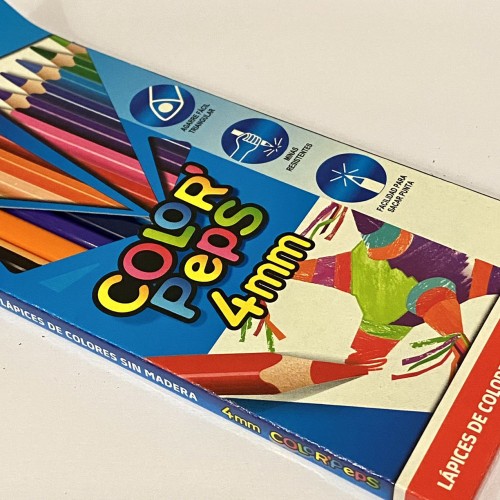 AGARRE FÁCIL
TRIANGULAR
MINAS
RESISTENTES
FACILIDAD PARA
SACAR PUNTA
COLOR'
PePS
4mm
LÁPICES DE COLORES SIN MADERA
4mm COLOR'PePS
LÁPICES DE COLORE